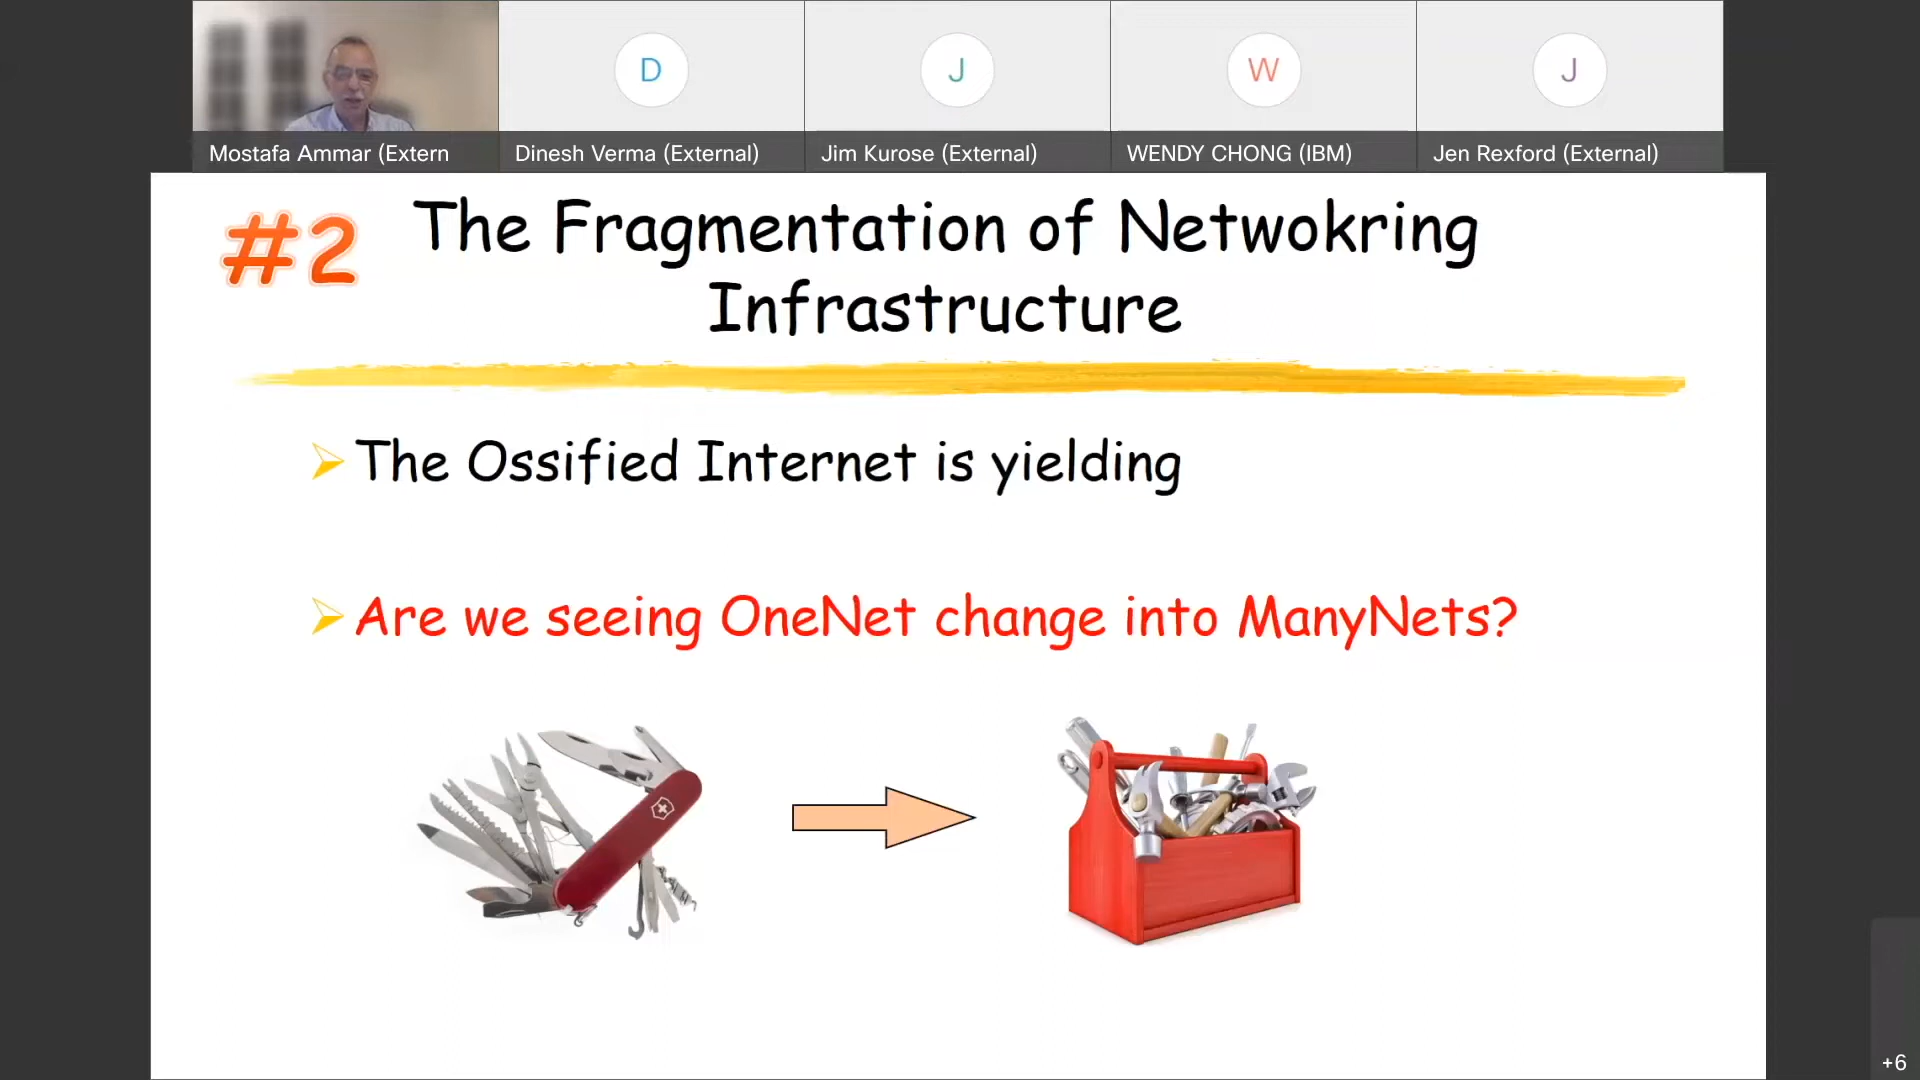 D
J
W
J
Mostafa Ammar (Extern
Dinesh Verma (External)
Jim Kurose (External)
WENDY CHONG (IBM)
Jen Rexford (External)
#2
The Fragmentation of Netwokring
Infrastructure
The Ossified Internet is yielding
Are we seeing OneNet change into ManyNets?
+6